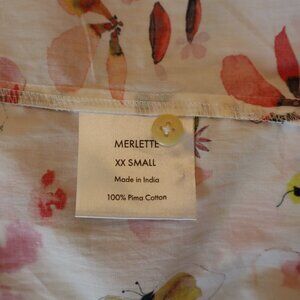 MERLETTE
XX SMALL
Made in India
100% Pima Cotton